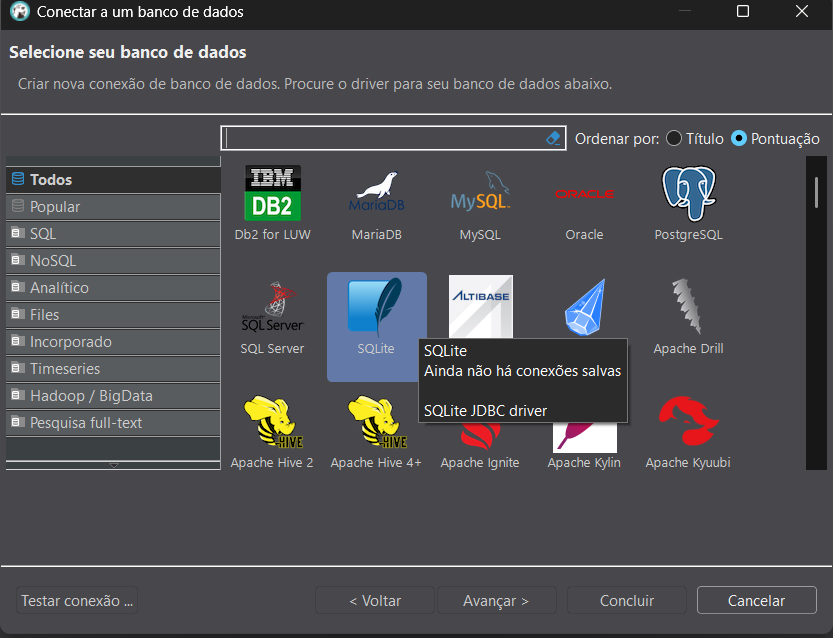 Conectar a um banco de dados
Selecione seu banco de dados
Criar nova conexão de banco de dados. Procure o driver para seu banco de dados abaixo.
Ordenar por: Título Pontuação
Todos
Popular
SQL
NoSQL
Analítico
Files
Incorporado
Timeseries
Hadoop / BigData
Pesquisa full-text
IBM
DB2
MariaDB
MySQL
ORACLE
Db2 for LUW
MariaDB
MySQL
Oracle
PostgreSQL
Microsoft
SQL Server
ALTIBASE
SQL Server
SQLite
Apache Drill
SQLite
Ainda não há conexões salvas
SQLite JDBC driver
HIVE
HIVE
Apache Hive 2
Apache Hive 4+
Apache Ignite
Apache Kylin
Apache Kyuubi
Testar conexão ...
< Voltar
Avançar >
Concluir
Cancelar